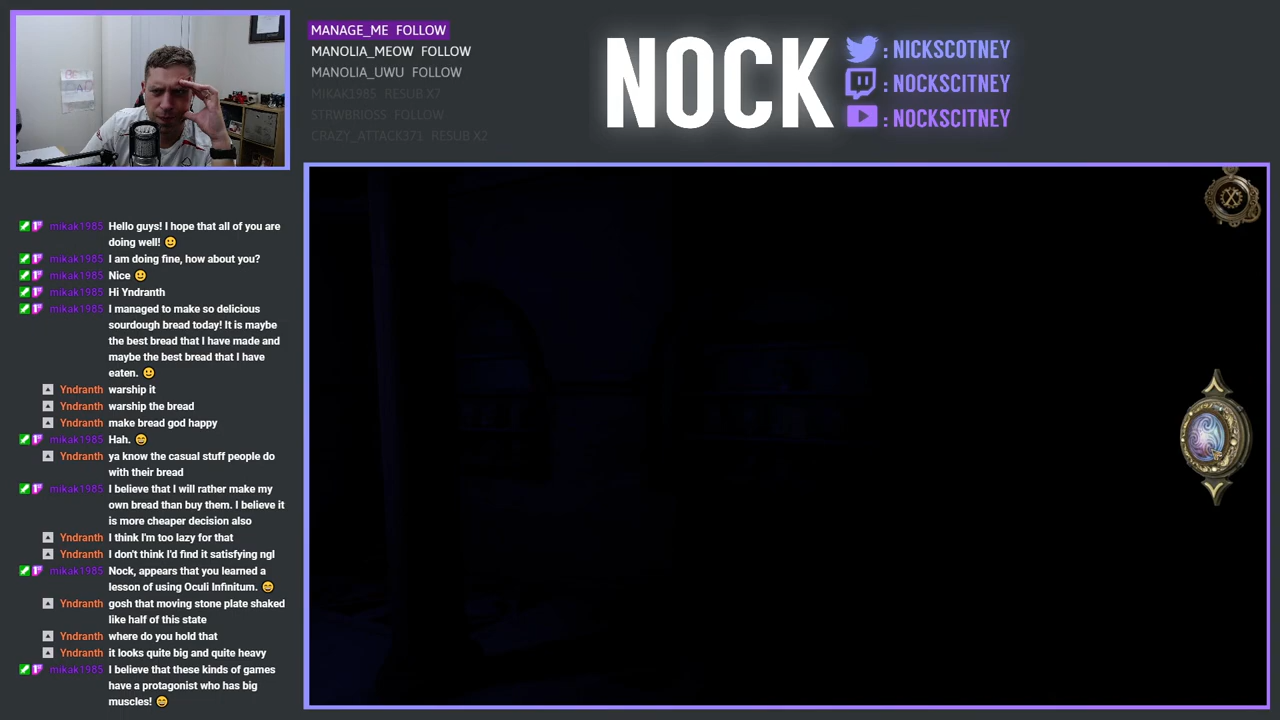 MANAGE_ME FOLLOW
MANOLIA_MEOW FOLLOW
MANOLIA_UWU FOLLOW
MIKAK1985 RESUB X7
STRWBRIOSS FOLLOW
CRAZY_ATTACK371 RESUB X2
NOCK
: NICKSCOTNEY
: NOCKSCITNEY
: NOCKSCITNEY
mikak1985 Hello guys! I hope that all of you are
doing well! 🙂
mikak1985 I am doing fine, how about you?
mikak1985 Nice 🙂
mikak1985 Hi Yndranth
mikak1985 I managed to make so delicious
sourdough bread today! It is maybe
the best bread that I have made and
maybe the best bread that I have
eaten. 🙂
Yndranth warship it
Yndranth warship the bread
Yndranth make bread god happy
mikak1985 Hah. 😄
Yndranth ya know the casual stuff people do
with their bread
mikak1985 I believe that I will rather make my
own bread than buy them. I believe it
is more cheaper decision also
Yndranth I think I'm too lazy for that
Yndranth I don't think I'd find it satisfying ngl
mikak1985 Nock, appears that you learned a
lesson of using Oculi Infinitum. 😄
Yndranth gosh that moving stone plate shaked
like half of this state
Yndranth where do you hold that
Yndranth it looks quite big and quite heavy
mikak1985 I believe that these kinds of games
have a protagonist who has big
muscles! 😄